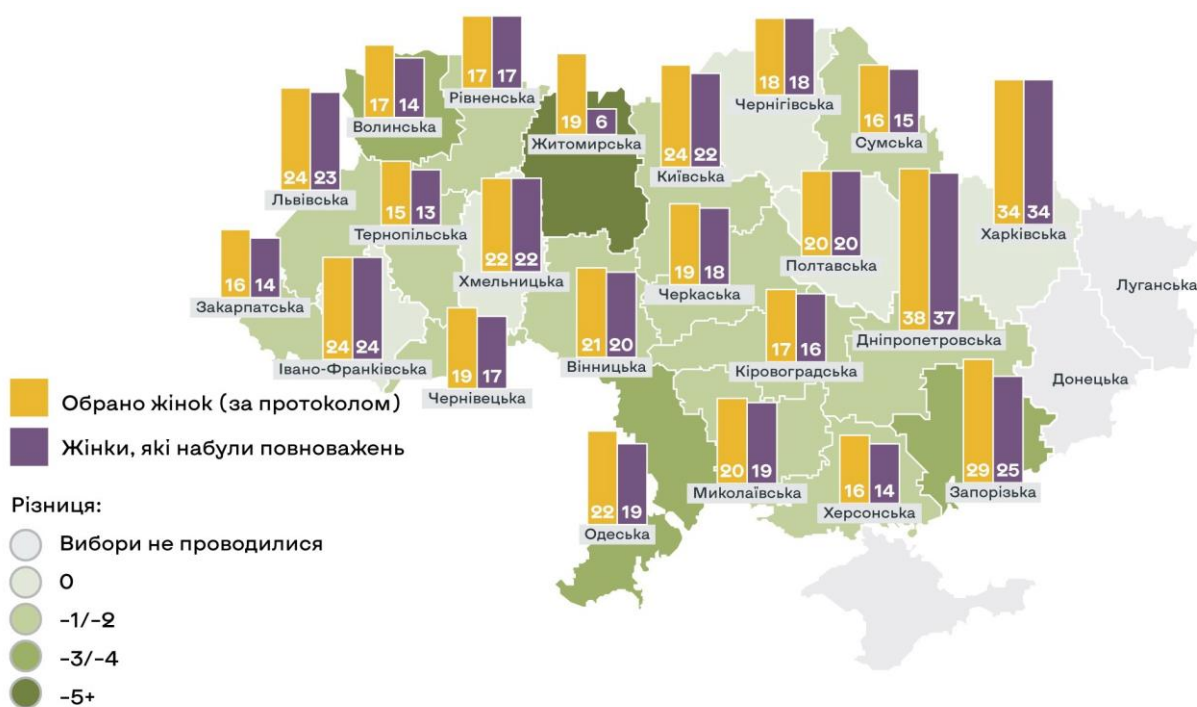 17 17
Рівненська
17 14
Волинська
19 6
Житомирська
24 22
Київська
18 18
Чернігівська
16 15
Сумська
34 34
Харківська
24 23
Львівська
15 13
Тернопільська
22 22
Хмельницька
19 18
Черкаська
20 20
Полтавська
38 37
Дніпропетровська
Луганська
Донецька
16 14
Закарпатська
24 24
Івано-Франківська
19 17
Чернівецька
21 20
Вінницька
17 16
Кіровоградська
22 19
Одеська
20 19
Миколаївська
16 14
Херсонська
29 25
Запорізька
Обрано жінок (за протоколом)
Жінки, які набули повноважень
Різниця:
Вибори не проводилися
0
-1/-2
-3/-4
-5+